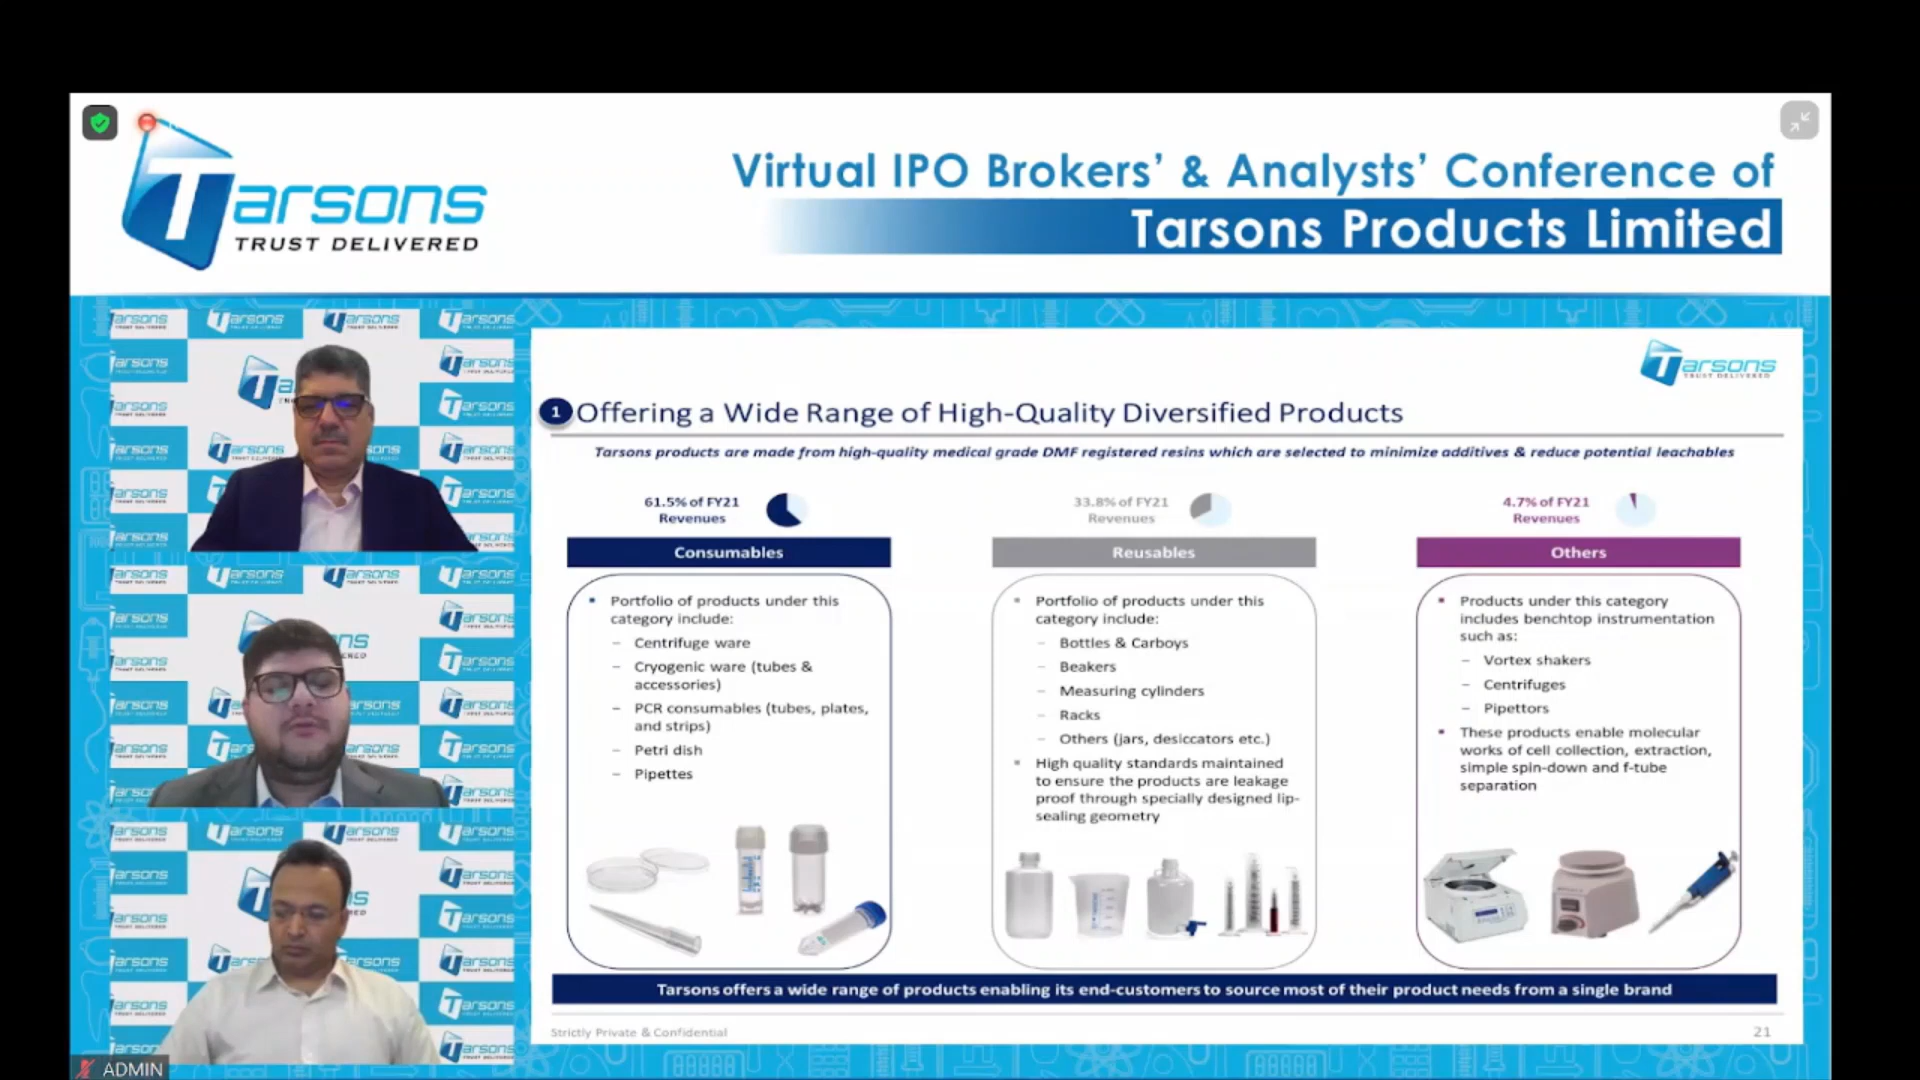 Tarsons
TRUST DELIVERED
Virtual IPO Brokers’ & Analysts’ Conference of
Tarsons Products Limited
Tarsons
TRUST DELIVERED
1 Offering a Wide Range of High-Quality Diversified Products
Tarsons products are made from high-quality medical grade DMF registered resins which are selected to minimize additives & reduce potential leachables
61.5% of FY21
Revenues
Consumables
▪ Portfolio of products under this
category include:
– Centrifuge ware
– Cryogenic ware (tubes &
accessories)
– PCR consumables (tubes, plates,
and strips)
– Petri dish
– Pipettes
33.8% of FY21
Revenues
Reusables
▪ Portfolio of products under this
category include:
– Bottles & Carboys
– Beakers
– Measuring cylinders
– Racks
– Others (jars, desiccators etc.)
▪ High quality standards maintained
to ensure the products are leakage
proof through specially designed lip-
sealing geometry
4.7% of FY21
Revenues
Others
▪ Products under this category
includes benchtop instrumentation
such as:
– Vortex shakers
– Centrifuges
– Pipettors
▪ These products enable molecular
works of cell collection, extraction,
simple spin-down and f-tube
separation
Tarsons offers a wide range of products enabling its end-customers to source most of their product needs from a single brand
Strictly Private & Confidential
21
ADMIN